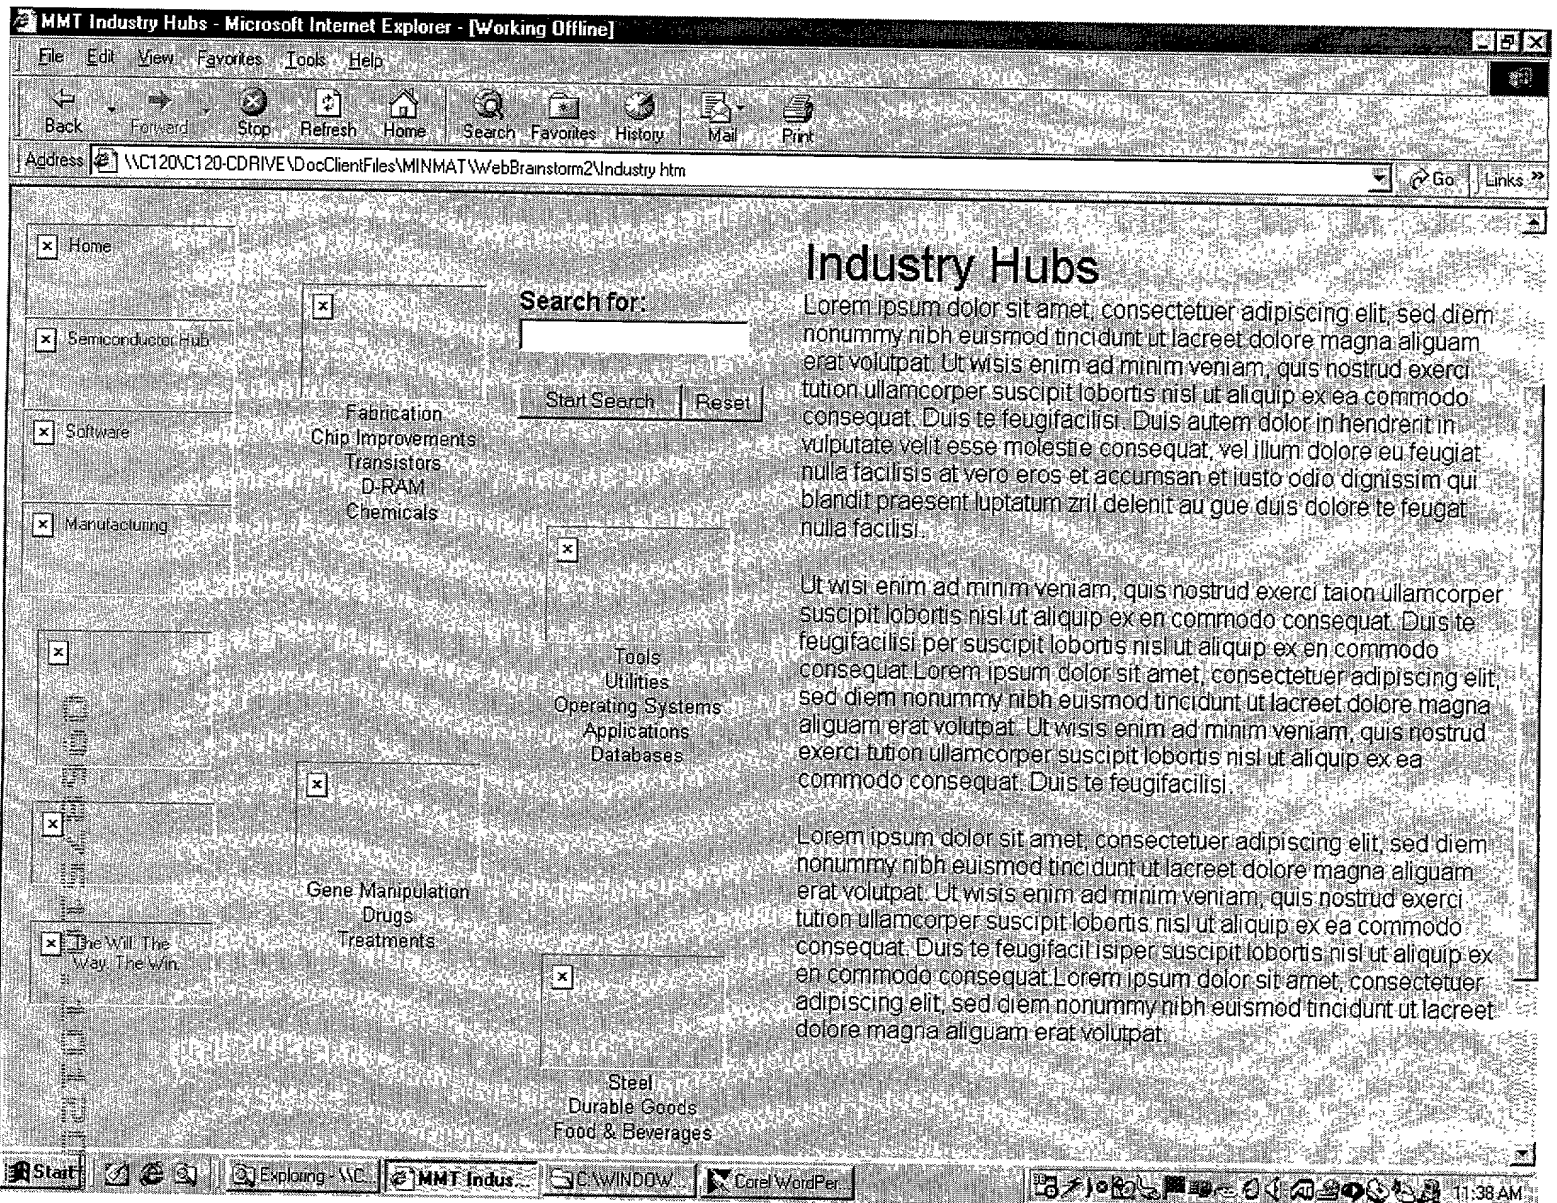 MMT Industry Hubs - Microsoft Internet Explorer - [Working Offline]
File Edit View Favorites Tools Help
Back Forward Stop Refresh Home Search Favorites History Mail Print
Address \\C120\C120-CDRIVE\DocClientFiles\MINMAT\WebBrainstorm2\Industry htm Go Links »
Home
Semiconductor Hub
Software
Manufacturing
The Will. The
Way. The Win.
Fabrication
Chip Improvements
Transistors
D-RAM
Chemicals
Search for:
Start Search Reset
Tools
Utilities
Operating Systems
Applications
Databases
Gene Manipulation
Drugs
Treatments
Steel
Durable Goods
Food & Beverages
Industry Hubs
Lorem ipsum dolor sit amet, consectetuer adipiscing elit, sed diem
nonummy nibh euismod tincidunt ut lacreet dolore magna aliguam
erat volutpat. Ut wisis enim ad minim veniam, quis nostrud exerci
tution ullamcorper suscipit lobortis nisl ut aliquip ex ea commodo
consequat. Duis te feugifacilisi. Duis autem dolor in hendrerit in
vulputate velit esse molestie consequat, vel illum dolore eu feugiat
nulla facilisis at vero eros et accumsan et iusto odio dignissim qui
blandit praesent luptatum zril delenit au gue duis dolore te feugat
nulla facilisi.
Ut wisi enim ad minim veniam, quis nostrud exerci taion ullamcorper
suscipit lobortis nisl ut aliquip ex en commodo consequat. Duis te
feugifacilisi per suscipit lobortis nisl ut aliquip ex en commodo
consequat.Lorem ipsum dolor sit amet, consectetuer adipiscing elit,
sed diem nonummy nibh euismod tincidunt ut lacreet dolore magna
aliguam erat volutpat. Ut wisis enim ad minim veniam, quis nostrud
exerci tution ullamcorper suscipit lobortis nisl ut aliquip ex ea
commodo consequat. Duis te feugifacilisi.
Lorem ipsum dolor sit amet, consectetuer adipiscing elit, sed diem
nonummy nibh euismod tincidunt ut lacreet dolore magna aliguam
erat volutpat. Ut wisis enim ad minim veniam, quis nostrud exerci
tution ullamcorper suscipit lobortis nisl ut aliquip ex ea commodo
consequat. Duis te feugifacil isiper suscipit lobortis nisl ut aliquip ex
en commodo consequat.Lorem ipsum dolor sit amet, consectetuer
adipiscing elit, sed diem nonummy nibh euismod tincidunt ut lacreet
dolore magna aliguam erat volutpat.
Start Exploring - \\C... MMT Indus... C:\WINDOW... Corel WordPer... 11:38 AM